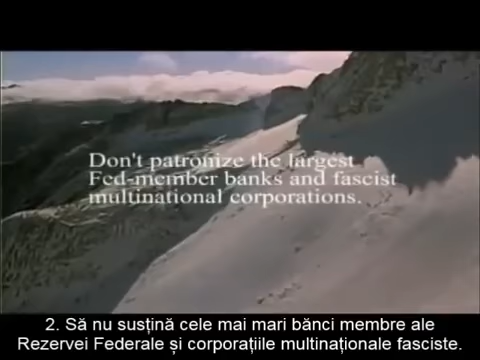 Don't patronize the largest
Fed-member banks and fascist
multinational corporations.
2. Să nu susțină cele mai mari bănci membre ale
Rezervei Federale și corporațiile multinaționale fasciste.